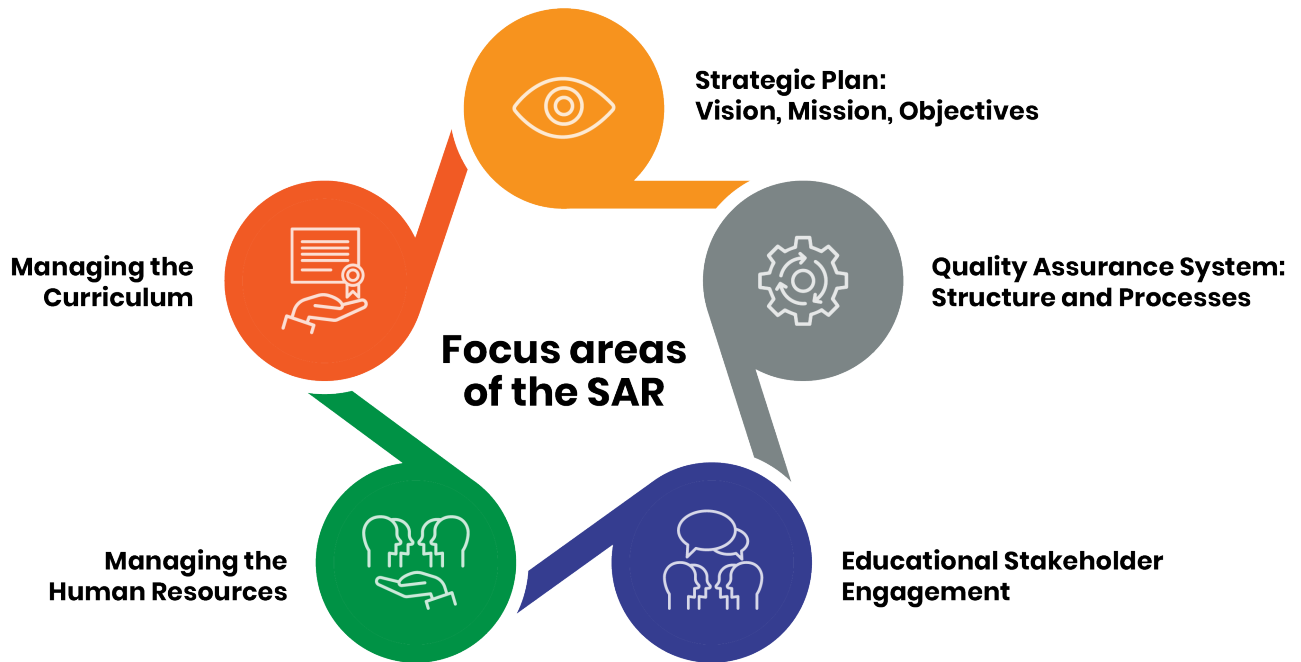 Strategic Plan:
Vision, Mission, Objectives
Managing the
Curriculum
Quality Assurance System:
Structure and Processes
Focus areas
of the SAR
Managing the
Human Resources
Educational Stakeholder
Engagement